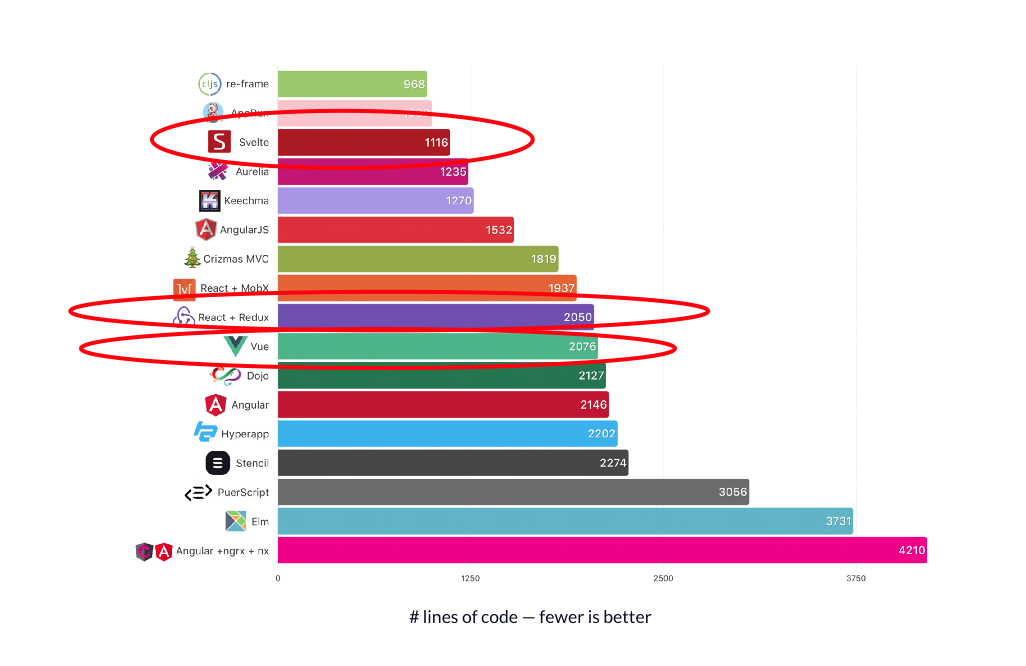 cljs re-frame 968
AppRun
S Svelte 1116
Aurelia 1235
Keechma 1270
A AngularJS 1532
Crizmas MVC 1819
React + MobX 1937
React + Redux 2050
Vue 2076
Dojo 2127
A Angular 2146
Hyperapp 2202
Stencil 2274
PuerScript 3056
Elm 3731
A Angular +ngrx + nx 4210
0 1250 2500 3750
# lines of code — fewer is better